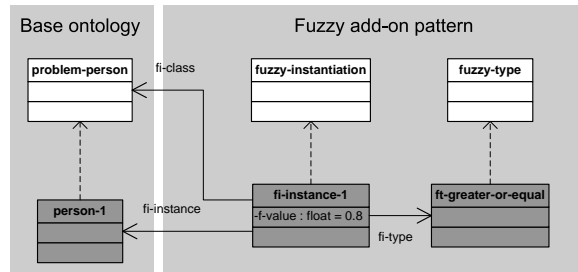 Base ontology
Fuzzy add-on pattern
problem-person
fi-class
fuzzy-instantiation
fuzzy-type
person-1
fi-instance
fi-instance-1
-f-value : float = 0.8
ft-greater-or-equal
fi-type